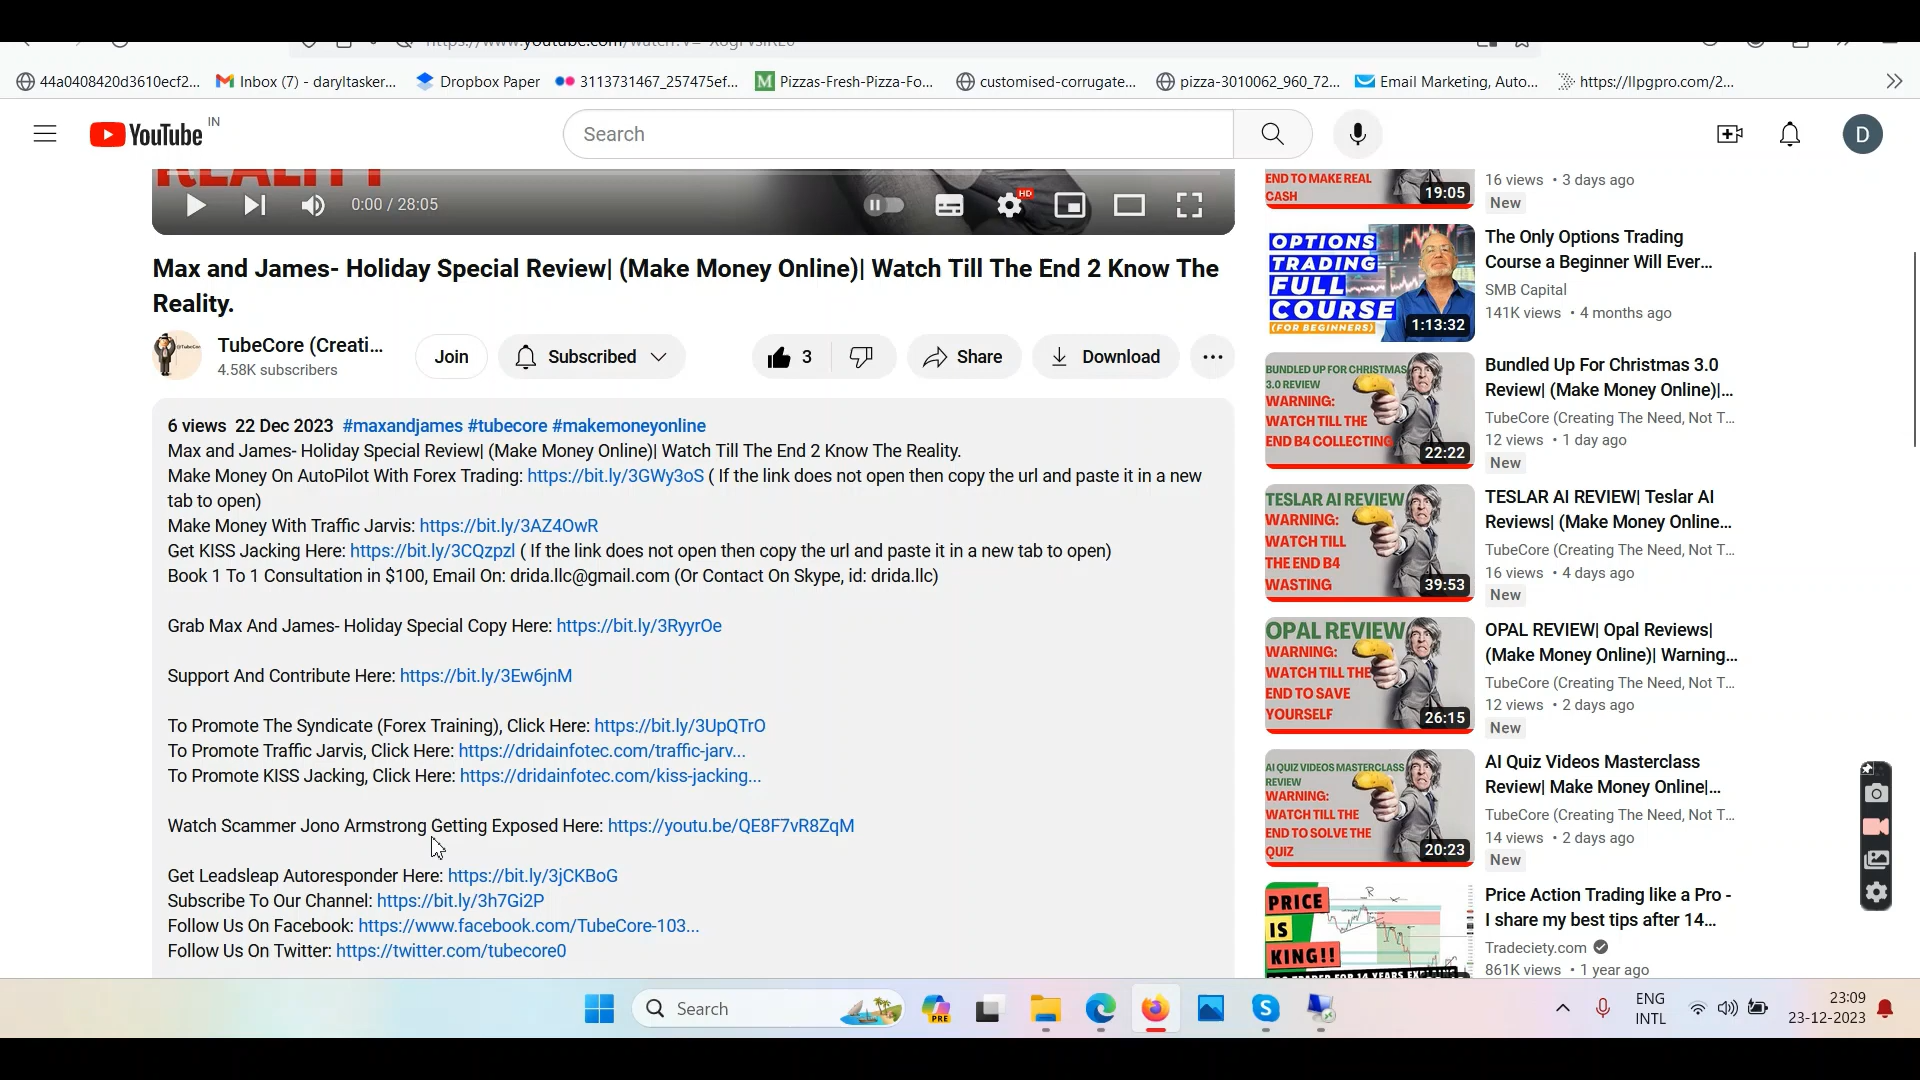 44a0408420d3610ecf2...
Inbox (7) - daryltasker...
Dropbox Paper
3113731467_257475ef...
Pizzas-Fresh-Pizza-Fo...
customised-corrugate...
pizza-3010062_960_72...
Email Marketing, Auto...
https://llpgpro.com/2...
YouTube IN
Search
D
REALITY
0:00 / 28:05
HD
Max and James- Holiday Special Review| (Make Money Online)| Watch Till The End 2 Know The
Reality.
TubeCore (Creati...
4.58K subscribers
Join
Subscribed
3
Share
Download
6 views 22 Dec 2023 #maxandjames #tubecore #makemoneyonline
Max and James- Holiday Special Review| (Make Money Online)| Watch Till The End 2 Know The Reality.
Make Money On AutoPilot With Forex Trading: https://bit.ly/3GWy3oS ( If the link does not open then copy the url and paste it in a new
tab to open)
Make Money With Traffic Jarvis: https://bit.ly/3AZ4OwR
Get KISS Jacking Here: https://bit.ly/3CQzpzl ( If the link does not open then copy the url and paste it in a new tab to open)
Book 1 To 1 Consultation in $100, Email On: drida.llc@gmail.com (Or Contact On Skype, id: drida.llc)
Grab Max And James- Holiday Special Copy Here: https://bit.ly/3RyyrOe
Support And Contribute Here: https://bit.ly/3Ew6jnM
To Promote The Syndicate (Forex Training), Click Here: https://bit.ly/3UpQTrO
To Promote Traffic Jarvis, Click Here: https://dridainfotec.com/traffic-jarv...
To Promote KISS Jacking, Click Here: https://dridainfotec.com/kiss-jacking...
Watch Scammer Jono Armstrong Getting Exposed Here: https://youtu.be/QE8F7vR8ZqM
Get Leadsleap Autoresponder Here: https://bit.ly/3jCKBoG
Subscribe To Our Channel: https://bit.ly/3h7Gi2P
Follow Us On Facebook: https://www.facebook.com/TubeCore-103...
Follow Us On Twitter: https://twitter.com/tubecore0
END TO MAKE REAL
CASH
19:05
16 views • 3 days ago
New
OPTIONS
TRADING
FULL
COURSE
(FOR BEGINNERS)
1:13:32
The Only Options Trading
Course a Beginner Will Ever...
SMB Capital
141K views • 4 months ago
BUNDLED UP FOR CHRISTMAS
3.0 REVIEW
WARNING:
WATCH TILL THE
END B4 COLLECTING
22:22
Bundled Up For Christmas 3.0
Review| (Make Money Online)|...
TubeCore (Creating The Need, Not T...
12 views • 1 day ago
New
TESLAR AI REVIEW
WARNING:
WATCH TILL
THE END B4
WASTING
39:53
TESLAR AI REVIEW| Teslar AI
Reviews| (Make Money Online...
TubeCore (Creating The Need, Not T...
16 views • 4 days ago
New
OPAL REVIEW
WARNING:
WATCH TILL THE
END TO SAVE
YOURSELF
26:15
OPAL REVIEW| Opal Reviews|
(Make Money Online)| Warning...
TubeCore (Creating The Need, Not T...
12 views • 2 days ago
New
AI QUIZ VIDEOS MASTERCLASS
REVIEW
WARNING:
WATCH TILL THE
END TO SOLVE THE
QUIZ
20:23
AI Quiz Videos Masterclass
Review| Make Money Online|...
TubeCore (Creating The Need, Not T...
14 views • 2 days ago
New
PRICE
IS
KING!!
Price Action Trading like a Pro -
I share my best tips after 14...
Tradeciety.com
861K views • 1 year ago
Search
PRE
ENG
INTL
23:09
23-12-2023